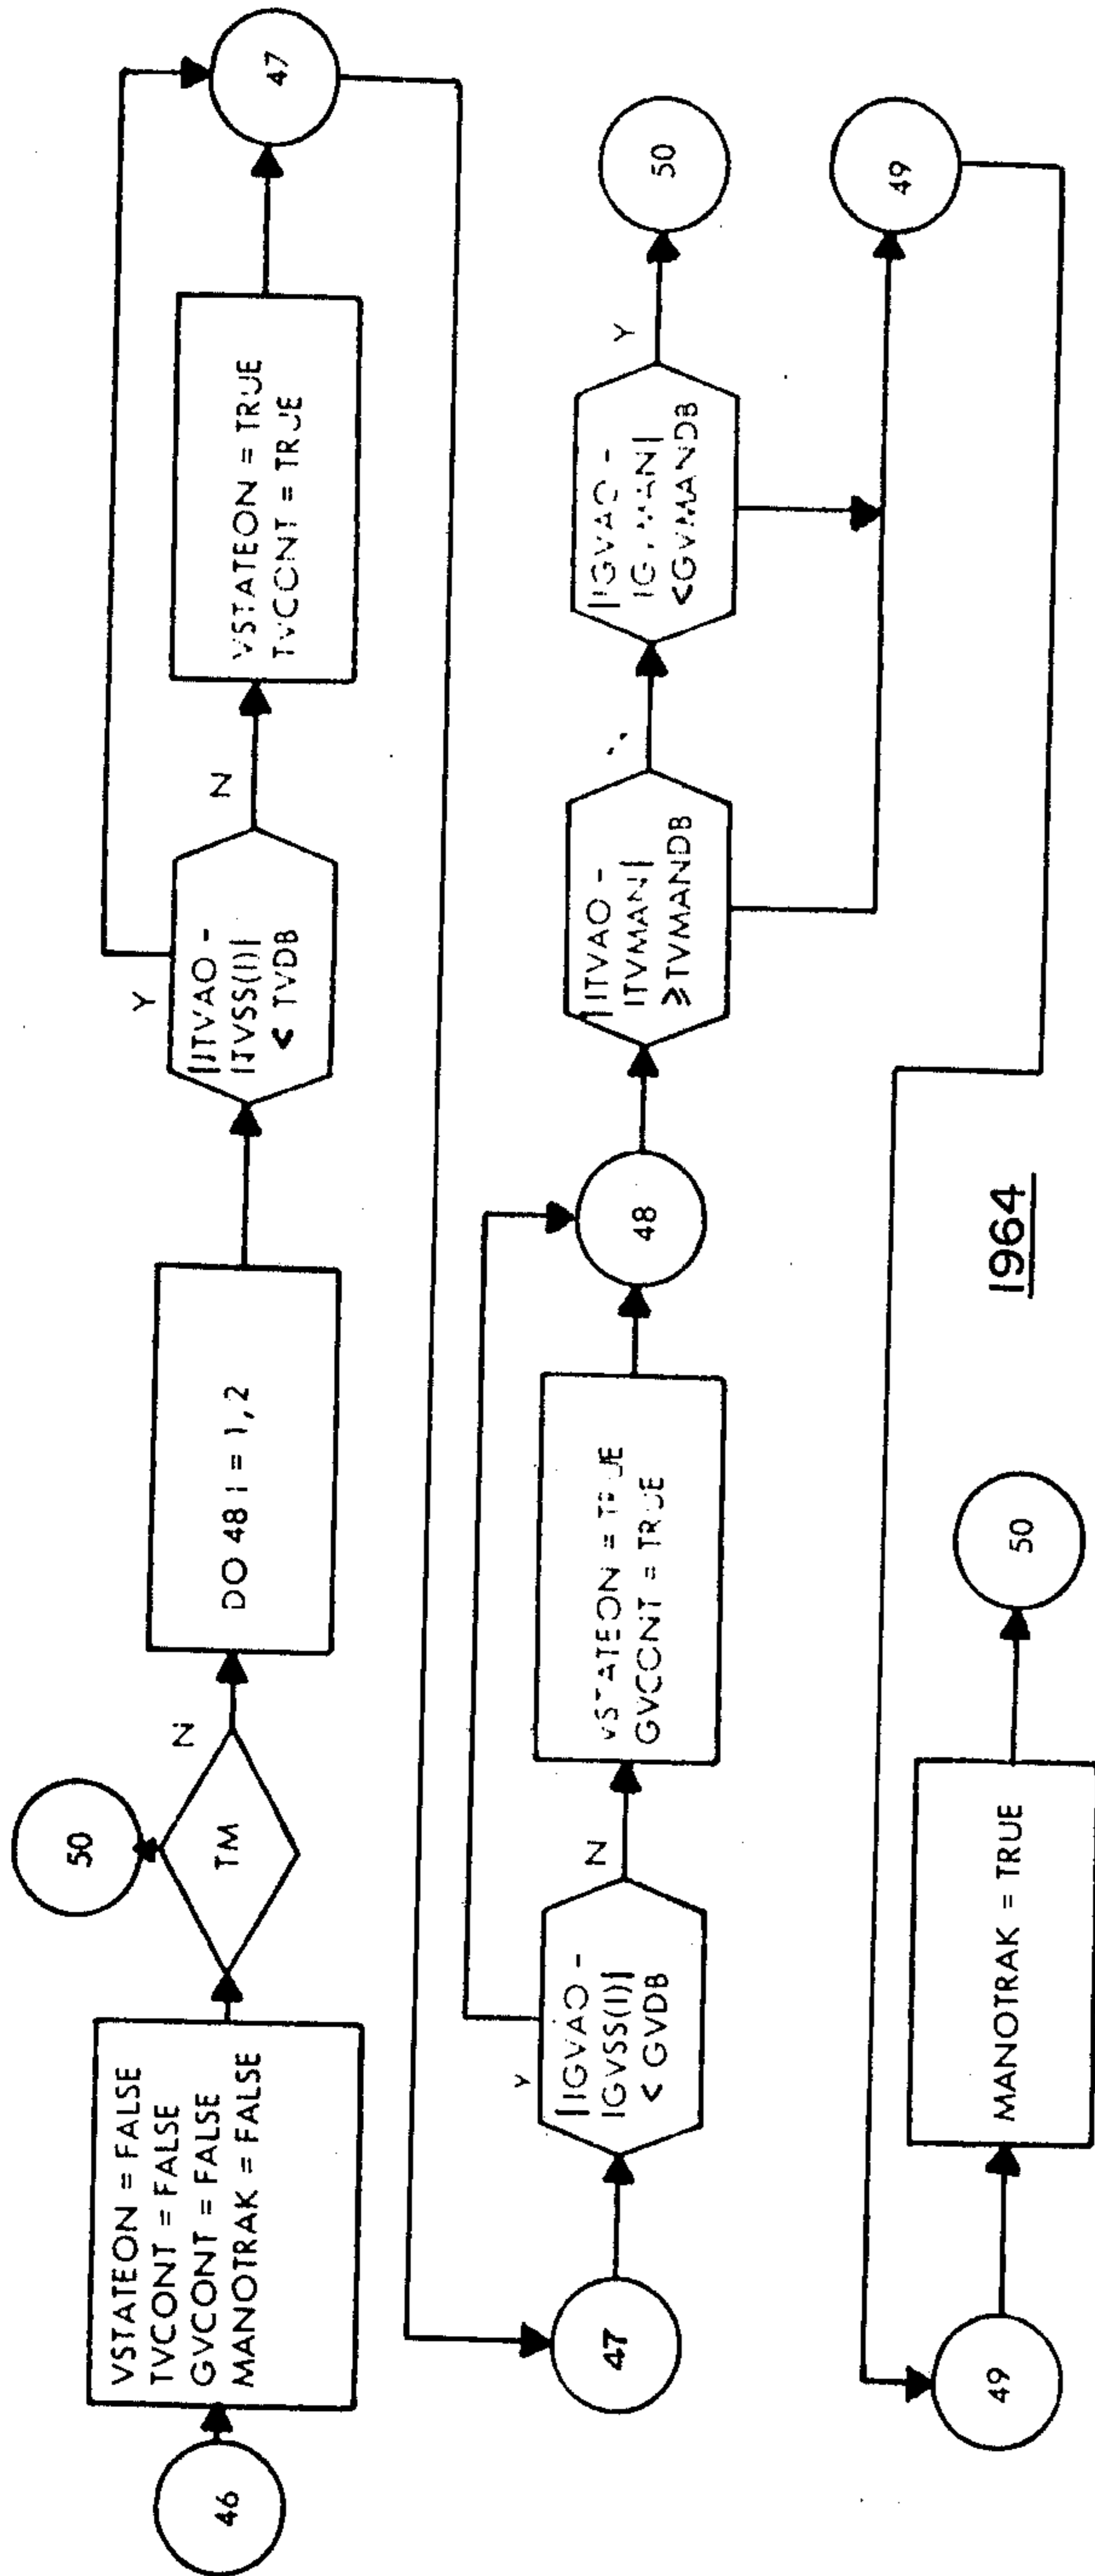 46
VSTATEON = FALSE
TVCONT = FALSE
GVCONT = FALSE
MANOTRAK = FALSE
50
TM
N
DO 48 I = 1, 2
Y
|ITVAO -
ITVSS(I)|
< TVDB
N
VSTATEON = TRUE
TVCONT = TRUE
47
47
Y
|IGVAO -
IGVSS(I)|
< GVDB
N
VSTATEON = TRUE
GVCONT = TRUE
48
|ITVAO -
ITVMAN|
⩾TVMANDB
|IGVAO -
IGVMAN|
<GVMANDB
Y
50
49
49
MANOTRAK = TRUE
50
1964